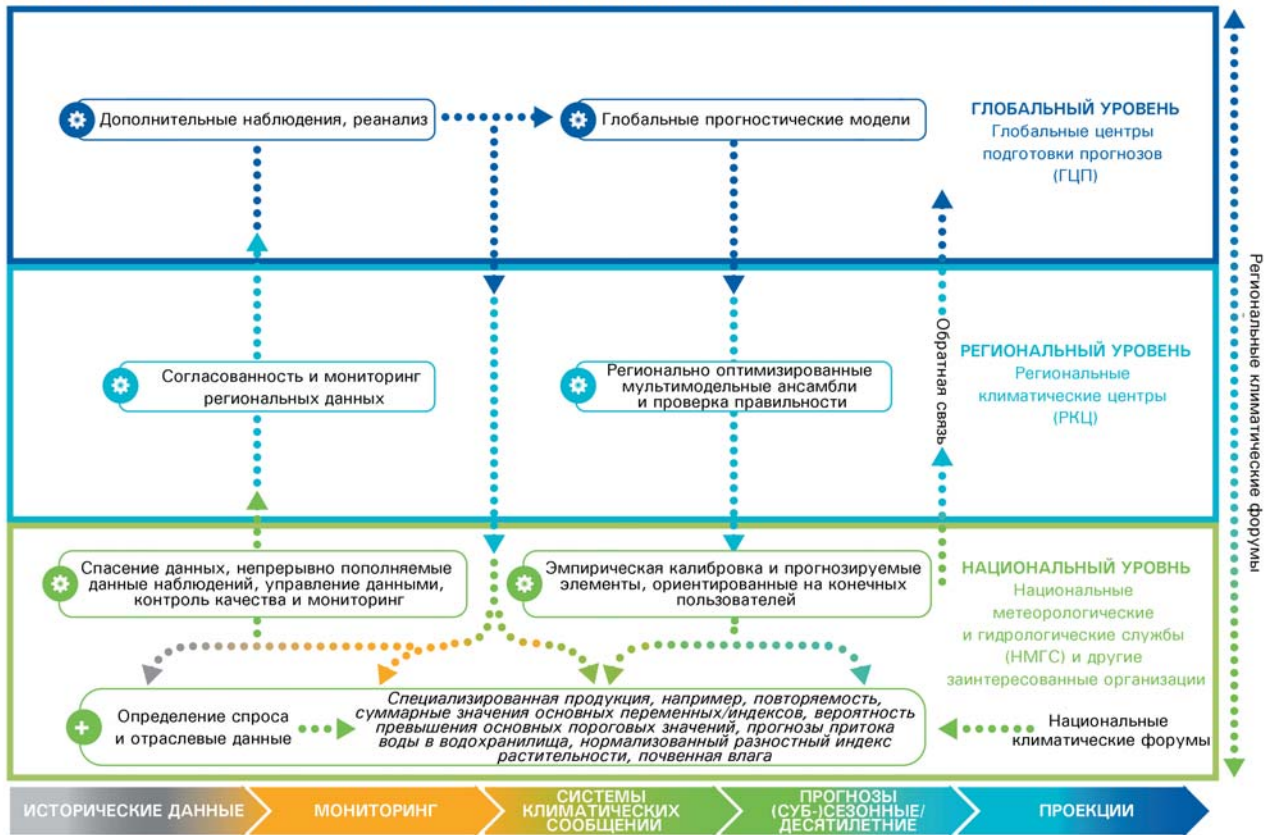 Дополнительные наблюдения, реанализ
Глобальные прогностические модели
ГЛОБАЛЬНЫЙ УРОВЕНЬ
Глобальные центры
подготовки прогнозов
(ГЦП)
Согласованность и мониторинг
региональных данных
Регионально оптимизированные
мультимодельные ансамбли
и проверка правильности
Обратная связь
РЕГИОНАЛЬНЫЙ УРОВЕНЬ
Региональные
климатические центры
(РКЦ)
Региональные климатические форумы
Спасение данных, непрерывно пополняемые
данные наблюдений, управление данными,
контроль качества и мониторинг
Эмпирическая калибровка и прогнозируемые
элементы, ориентированные на конечных
пользователей
НАЦИОНАЛЬНЫЙ УРОВНЬ
Национальные
метеорологические
и гидрологические службы
(НМГС) и другие
заинтересованные организации
Определение спроса
и отраслевые данные
Специализированная продукция, например, повторяемость,
суммарные значения основных переменных/индексов, вероятность
превышения основных пороговых значений, прогнозы притока
воды в водохранилища, нормализованный разностный индекс
растительности, почвенная влага
Национальные
климатические форумы
ИСТОРИЧЕСКИЕ ДАННЫЕ
МОНИТОРИНГ
СИСТЕМЫ
КЛИМАТИЧЕСКИХ
СООБЩЕНИЙ
ПРОГНОЗЫ
(СУБ-)СЕЗОННЫЕ/
ДЕСЯТИЛЕТНИЕ
ПРОЕКЦИИ